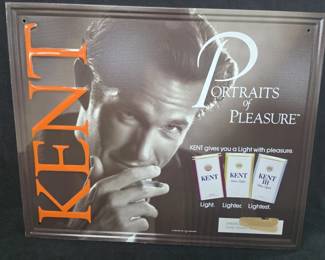 KENT
PORTRAITS
of
PLEASURE™
KENT gives you a Light with pleasure.
KENT
KENT
KENT
III
Light. Lighter. Lightest.